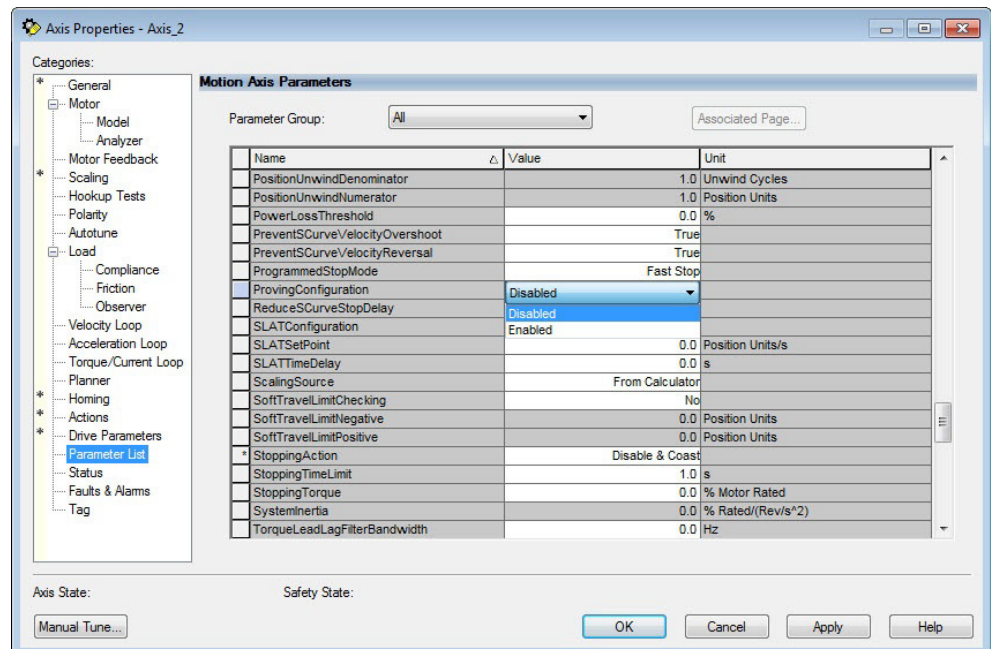 Axis Properties - Axis_2
Categories:
* General
Motor
Model
Analyzer
Motor Feedback
* Scaling
Hookup Tests
Polarity
Autotune
Load
Compliance
Friction
Observer
Velocity Loop
Acceleration Loop
Torque/Current Loop
Planner
* Homing
* Actions
* Drive Parameters
Parameter List
Status
Faults & Alarms
Tag
Motion Axis Parameters
Parameter Group: All Associated Page...
Name Value Unit
PositionUnwindDenominator 1.0 Unwind Cycles
PositionUnwindNumerator 1.0 Position Units
PowerLossThreshold 0.0 %
PreventSCurveVelocityOvershoot True
PreventSCurveVelocityReversal True
ProgrammedStopMode Fast Stop
ProvingConfiguration Disabled
ReduceSCurveStopDelay Disabled
SLATConfiguration Enabled
SLATSetPoint 0.0 Position Units/s
SLATTimeDelay 0.0 s
ScalingSource From Calculator
SoftTravelLimitChecking No
SoftTravelLimitNegative 0.0 Position Units
SoftTravelLimitPositive 0.0 Position Units
* StoppingAction Disable & Coast
StoppingTimeLimit 1.0 s
StoppingTorque 0.0 % Motor Rated
SystemInertia 0.0 % Rated/(Rev/s^2)
TorqueLeadLagFilterBandwidth 0.0 Hz
Axis State: Safety State:
Manual Tune... OK Cancel Apply Help